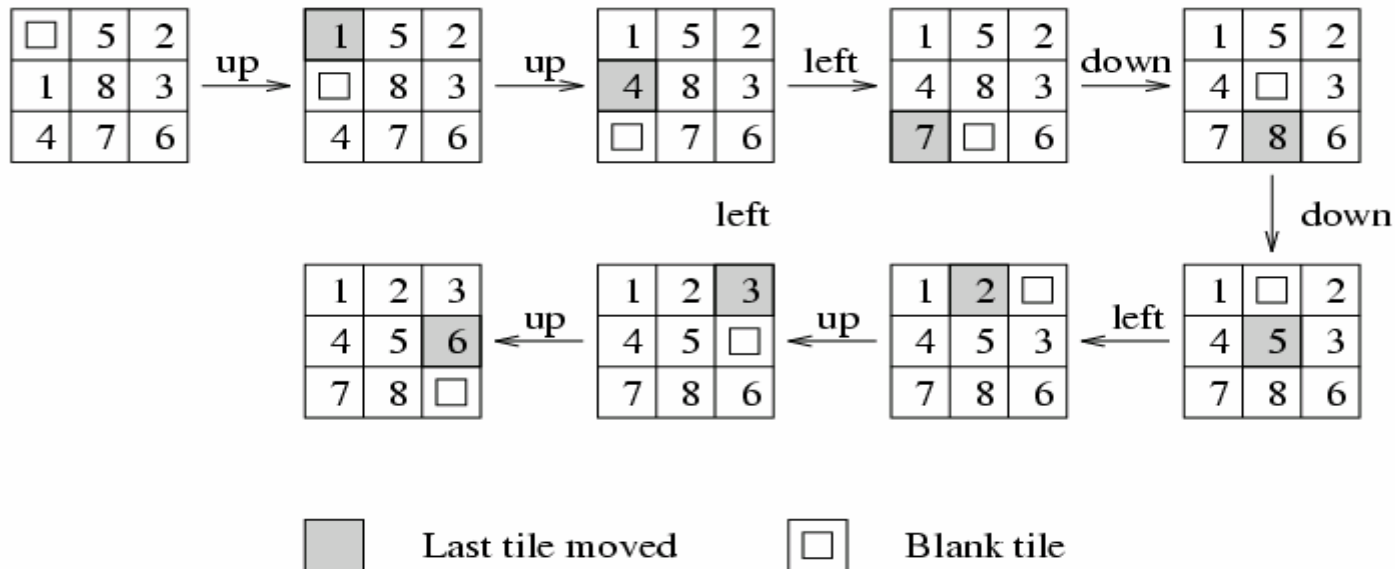 5 2 1 5 2 1 5 2 1 5 2 1 5 2
up up left down
1 8 3 8 3 4 8 3 4 8 3 4 3
4 7 6 4 7 6 7 6 7 6 7 8 6
left down
1 2 3 1 2 3 1 2 1 2
up up left
4 5 6 4 5 4 5 3 4 5 3
7 8 7 8 6 7 8 6 7 8 6
Last tile moved Blank tile